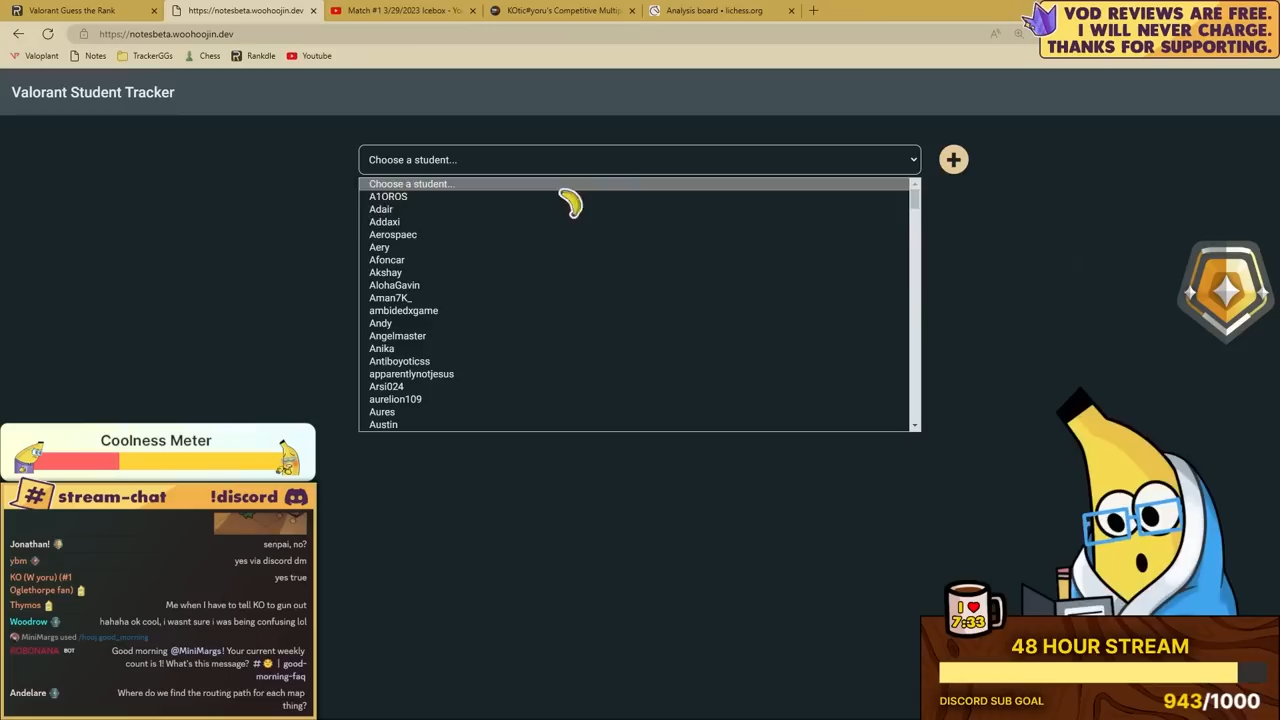 Valorant Guess the Rank
https://notesbeta.woohoojin.dev
Match #1 3/29/2023 Icebox - Yo
KOtic#yoru's Competitive Multip
Analysis board • lichess.org
https://notesbeta.woohoojin.dev
Valoplant
Notes
TrackerGGs
Chess
Rankdle
Youtube
VOD REVIEWS ARE FREE.
I WILL NEVER CHARGE.
THANKS FOR SUPPORTING.
Valorant Student Tracker
Choose a student...
Choose a student...
A1OROS
Adair
Addaxi
Aerospaec
Aery
Afoncar
Akshay
AlohaGavin
Aman7K_
ambidedxgame
Andy
Angelmaster
Anika
Antiboyoticss
apparentlynotjesus
Arsi024
aurelion109
Aures
Austin
Coolness Meter
# stream-chat !discord
Jonathan! senpai, no?
ybm yes via discord dm
KO (W yoru) (#1 yes true
Oglethorpe fan)
Thymos Me when I have to tell KO to gun out
Woodrow hahaha ok cool, i wasnt sure i was being confusing lol
MiniMargs used /hooj good_morning
ROBONANA BOT Good morning @MiniMargs! Your current weekly
count is 1! What's this message? # | good-
morning-faq
Andelare Where do we find the routing path for each map
thing?
I ♥
7:33
48 HOUR STREAM
DISCORD SUB GOAL 943/1000